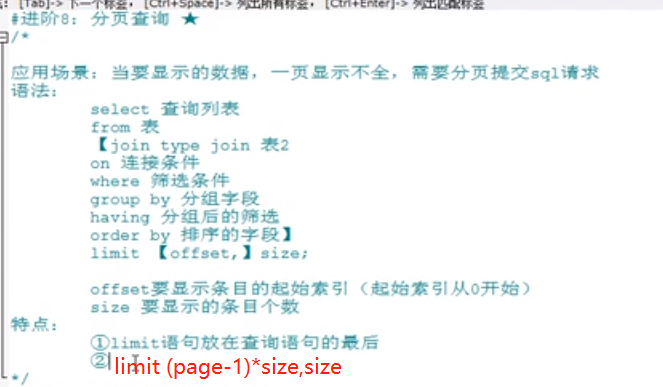 [Tab]-> 下一个标签, [Ctrl+Space]-> 列出所有标签, [Ctrl+Enter]-> 列出匹配标签
#进阶8: 分页查询 ★
/*
应用场景: 当要显示的数据, 一页显示不全, 需要分页提交sql请求
语法:
select 查询列表
from 表
【join type join 表2
on 连接条件
where 筛选条件
group by 分组字段
having 分组后的筛选
order by 排序的字段】
limit 【offset,】size;
offset要显示条目的起始索引 (起始索引从0开始)
size 要显示的条目个数
特点:
①limit语句放在查询语句的最后
②limit (page-1)*size,size
*/